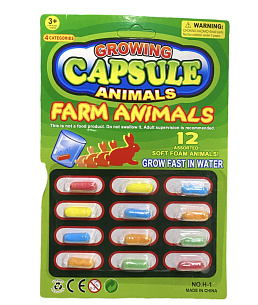 3+
4 CATEGORIES
WARNING:
GROWING
CAPSULE
ANIMALS
FARM ANIMALS
This is not a food product. Do not swallow it. Adult supervision is recommended.
12
ASSORTED
SOFT FOAM ANIMALS!
GROW FAST IN WATER
NO.H-1
MADE IN CHINA